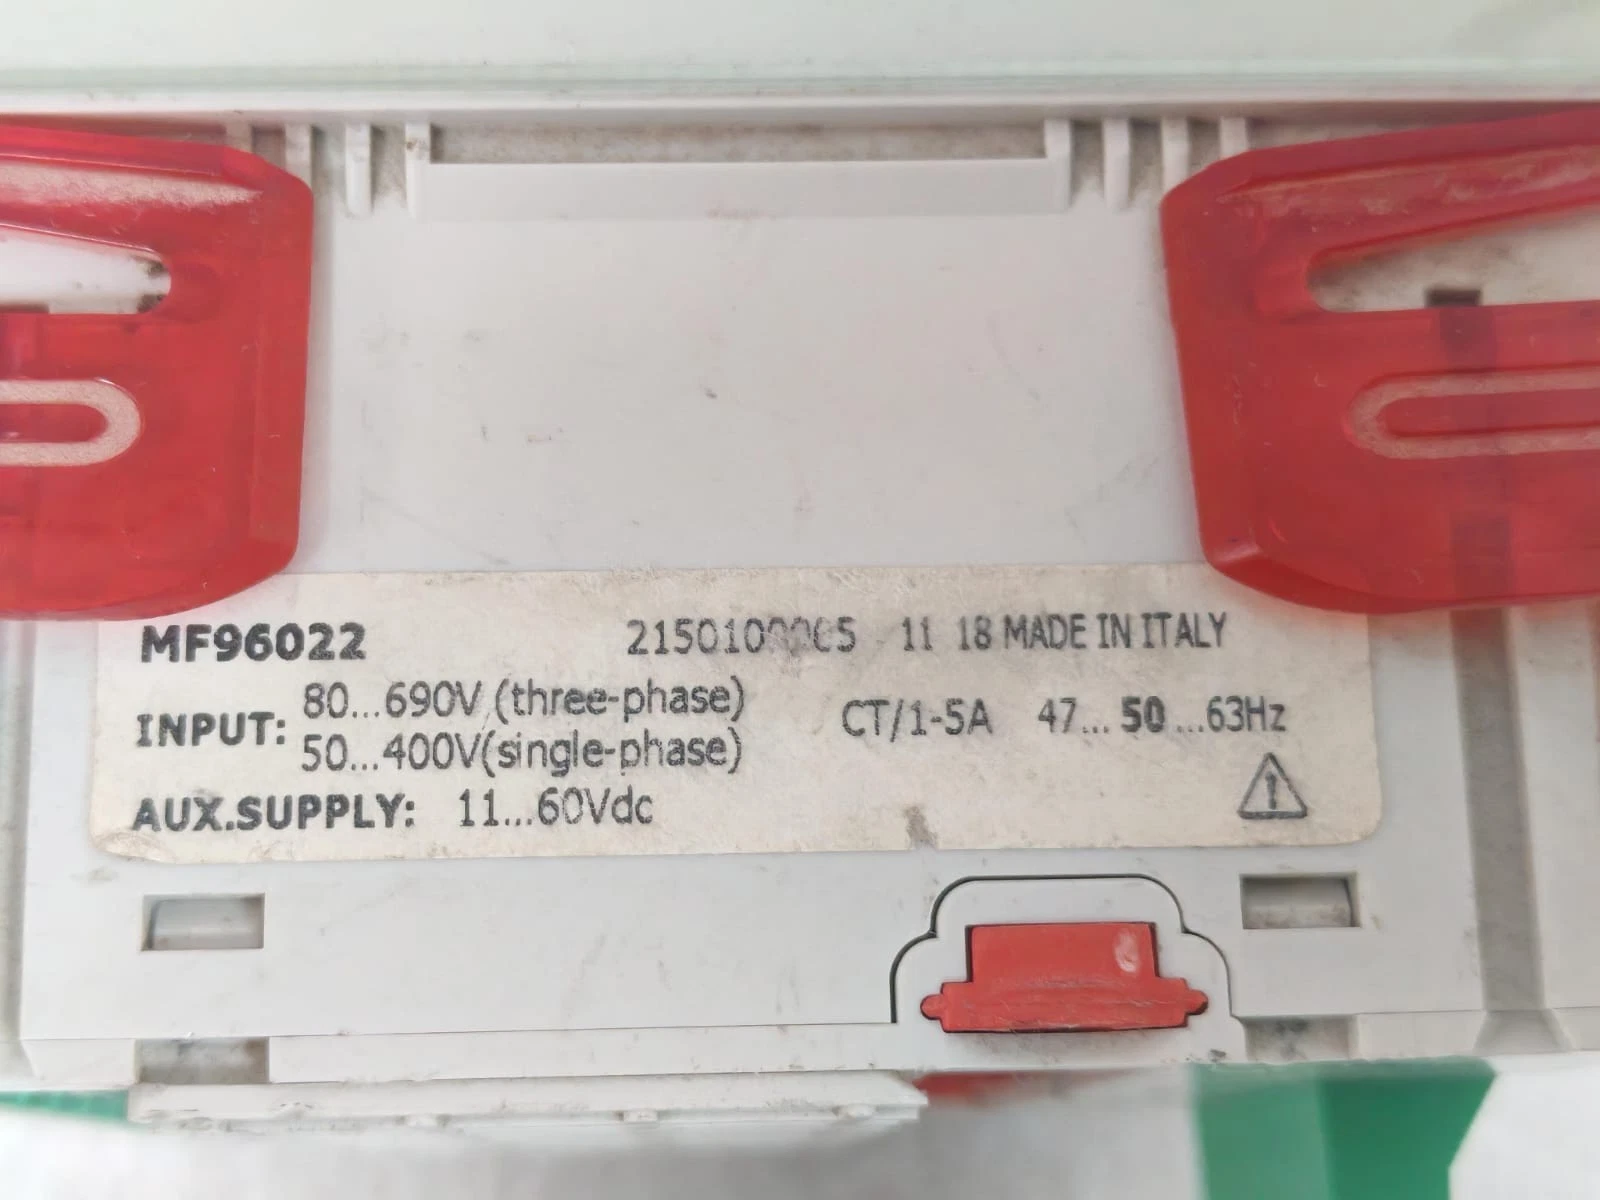 MF96022 11 18 MADE IN ITALY
INPUT: 80...690V (three-phase)
50...400V(single-phase)
CT/1-5A 47...50...63Hz
AUX.SUPPLY: 11...60Vdc